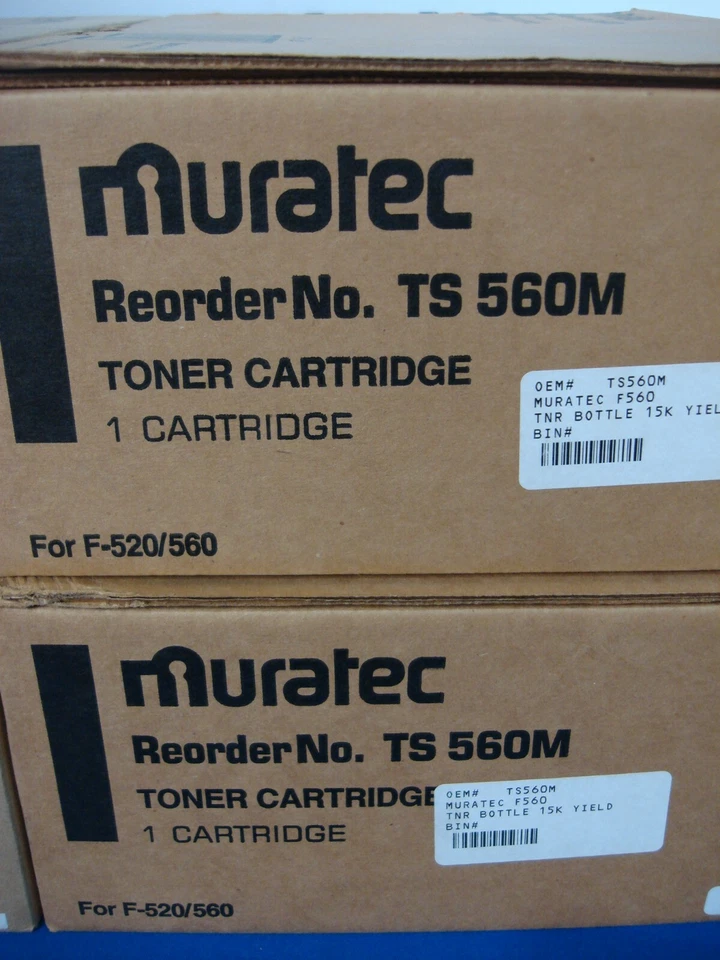 muratec
Reorder No. TS 560M
TONER CARTRIDGE
1 CARTRIDGE
OEM# TS560M
MURATEC F560
TNR BOTTLE 15K YIEL
BIN#
For F-520/560
muratec
Reorder No. TS 560M
TONER CARTRIDGE
1 CARTRIDGE
OEM# TS560M
MURATEC F560
TNR BOTTLE 15K YIELD
BIN#
For F-520/560